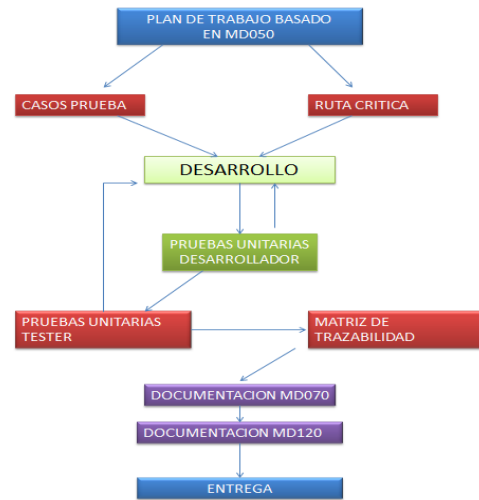 PLAN DE TRABAJO BASADO
EN MD050
CASOS PRUEBA
RUTA CRITICA
DESARROLLO
PRUEBAS UNITARIAS
DESARROLLADOR
PRUEBAS UNITARIAS
TESTER
MATRIZ DE
TRAZABILIDAD
DOCUMENTACION MD070
DOCUMENTACION MD120
ENTREGA